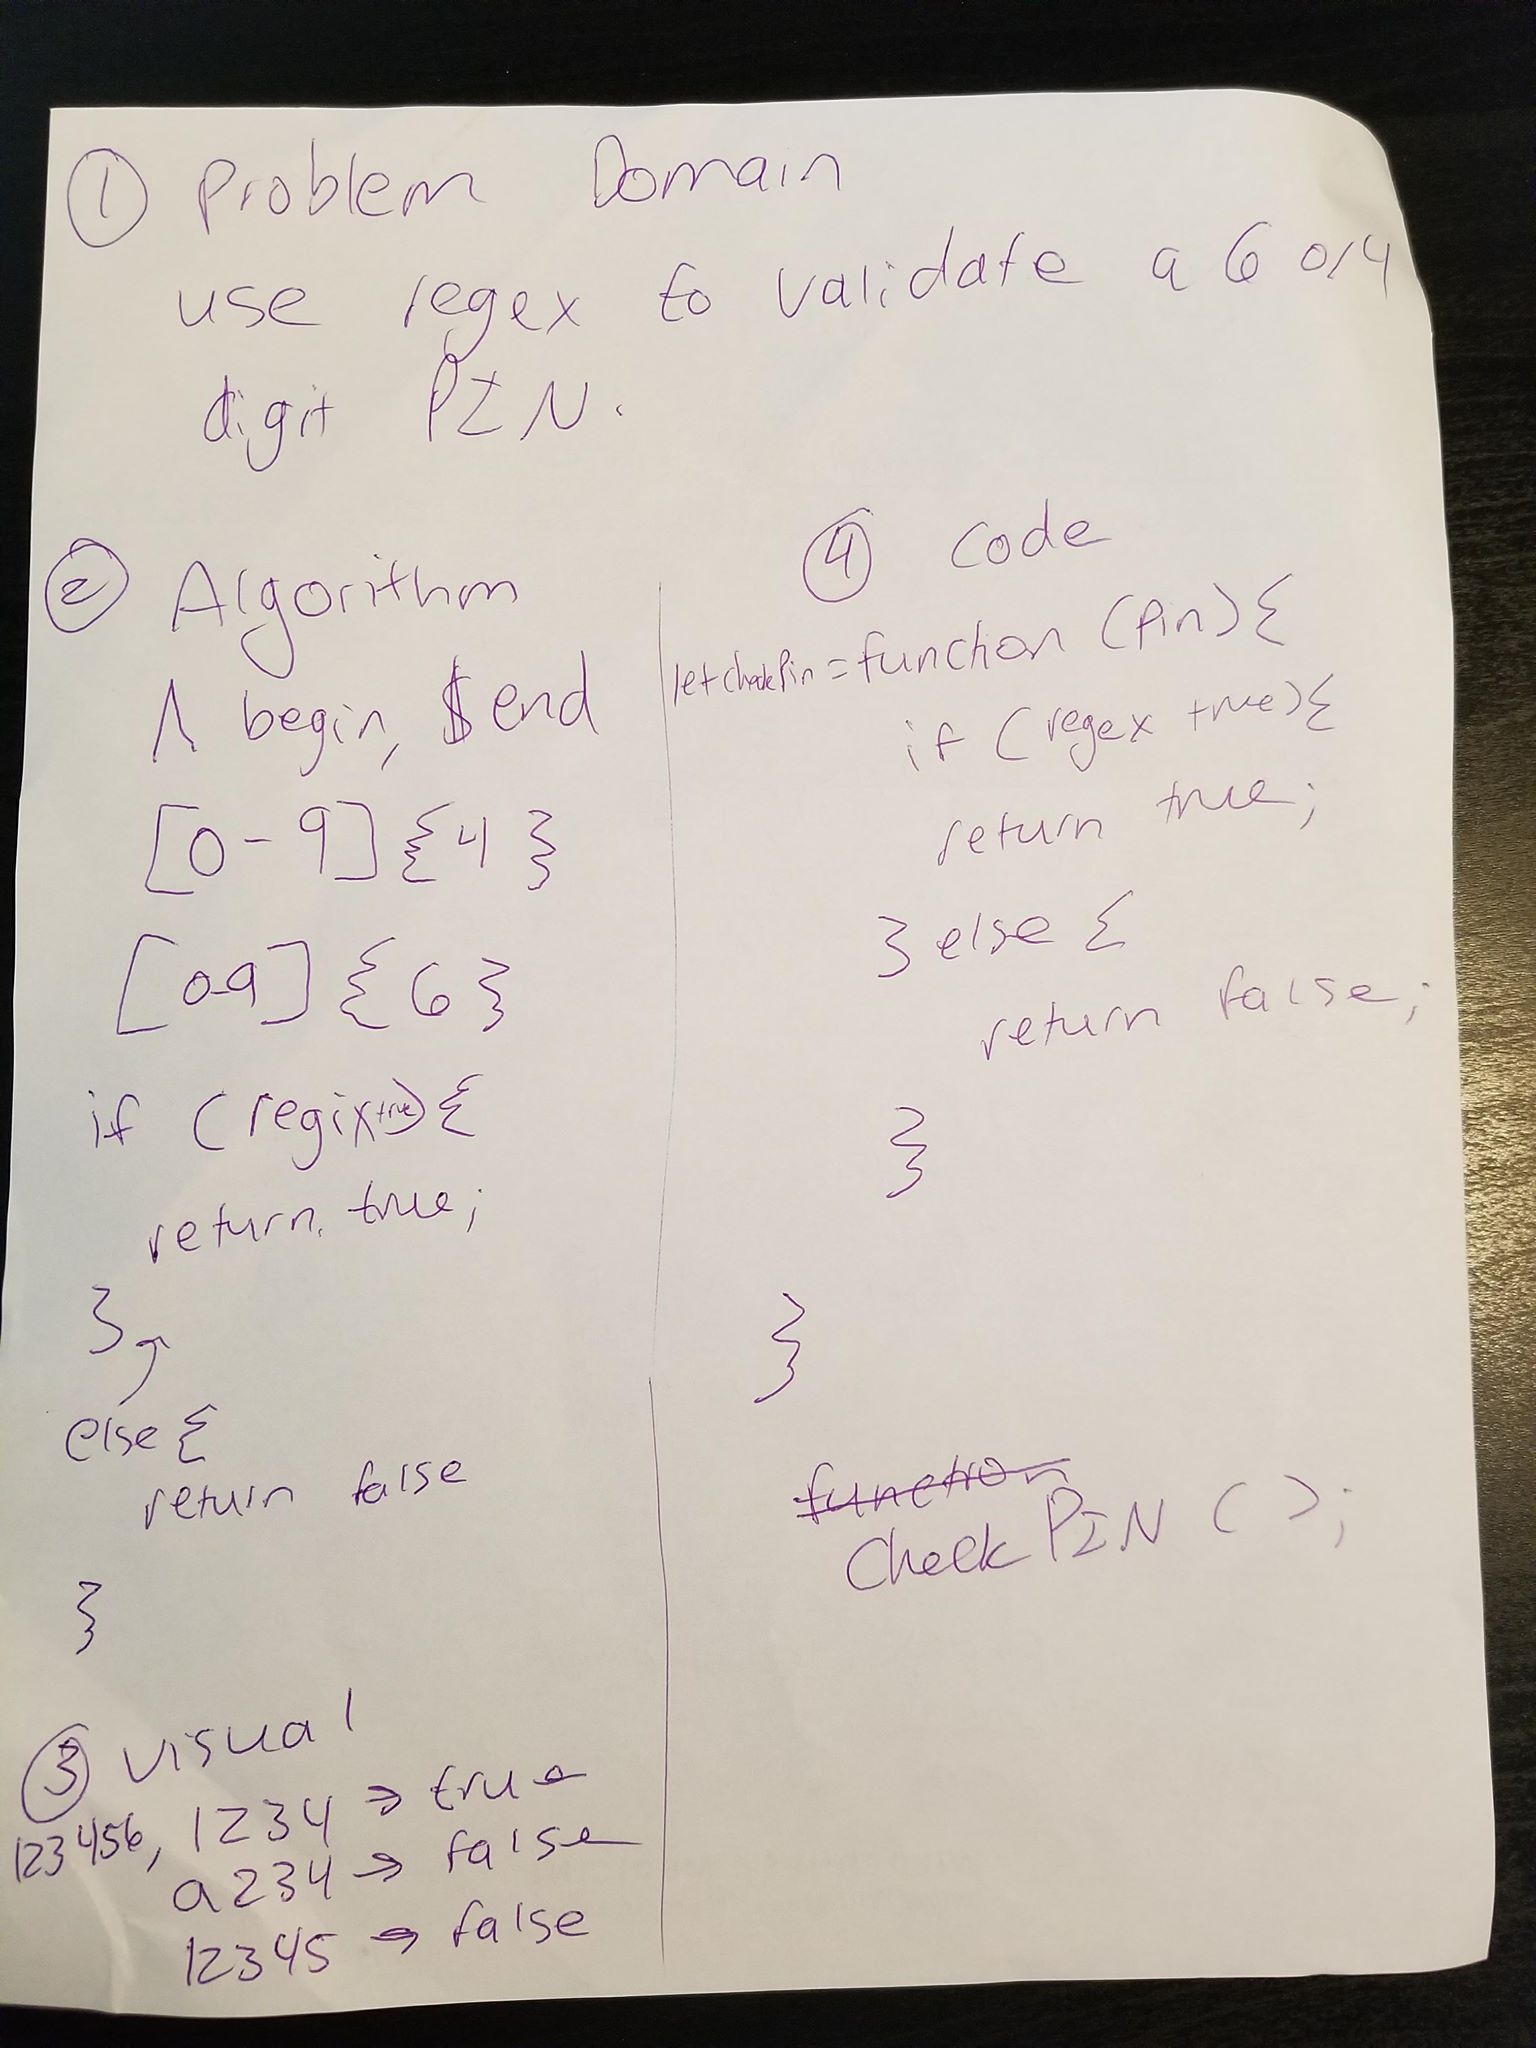 ① Problem Domain
use regex to validate a 6 or 4
digit PIN.
② Algorithm
^ begin, $ end
[0-9]{4}
[0-9]{6}
if (regix true){
return true;
}
else {
return false
}
③ visual
123456, 1234 → true
a234 → false
12345 → false
④ Code
let checkPin = function (pin) {
if (regex true){
return true;
} else {
return false;
}
}
function
Check PIN ( );